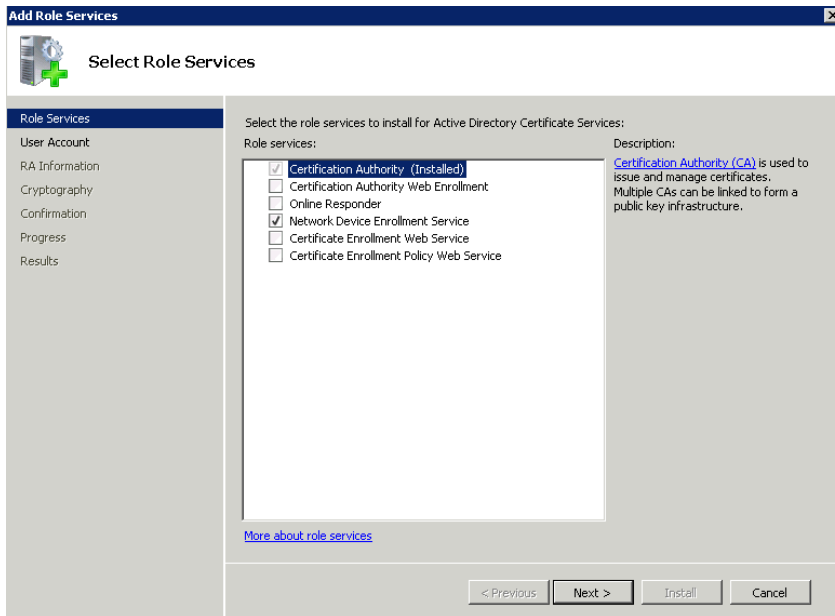 Add Role Services
Select Role Services
Role Services
User Account
RA Information
Cryptography
Confirmation
Progress
Results
Select the role services to install for Active Directory Certificate Services:
Role services:
Certification Authority (Installed)
Certification Authority Web Enrollment
Online Responder
Network Device Enrollment Service
Certificate Enrollment Web Service
Certificate Enrollment Policy Web Service
More about role services
Description:
Certification Authority (CA) is used to
issue and manage certificates.
Multiple CAs can be linked to form a
public key infrastructure.
< Previous
Next >
Install
Cancel